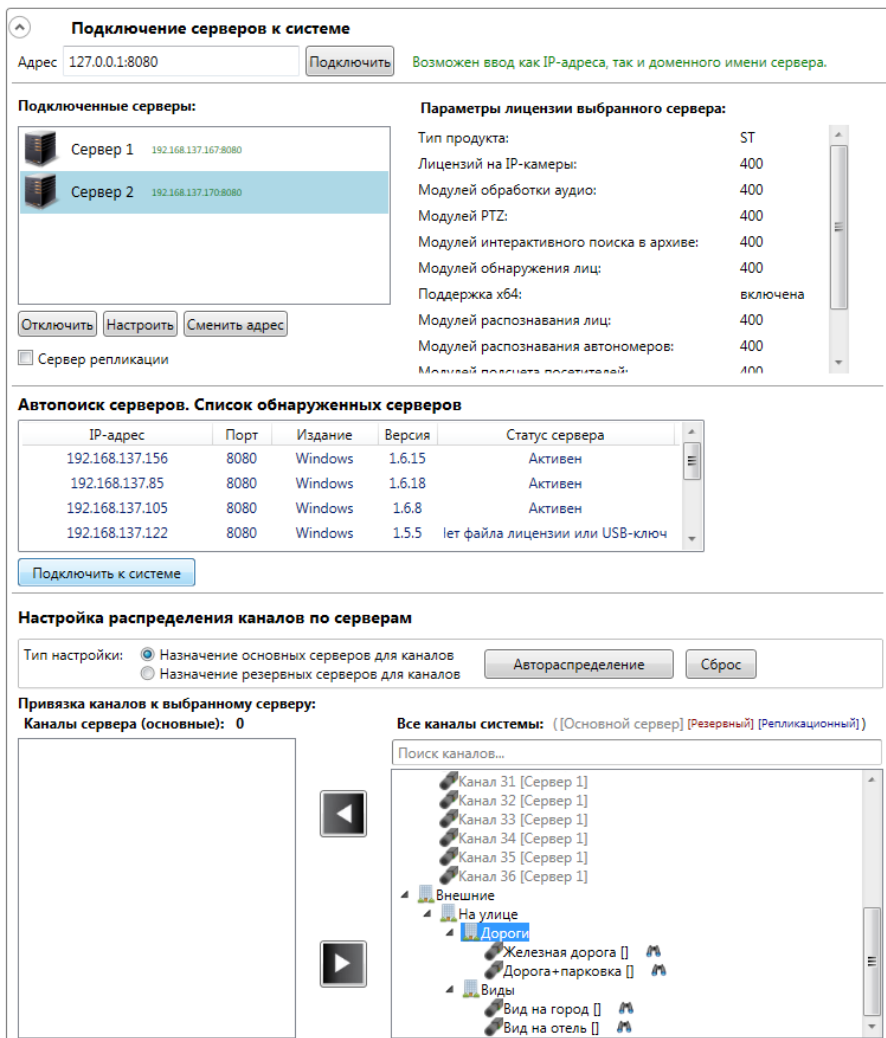 Подключение серверов к системе
Адрес 127.0.0.1:8080 Подключить Возможен ввод как IP-адреса, так и доменного имени сервера.
Подключенные серверы:
Сервер 1 192.168.137.167:8080
Сервер 2 192.168.137.170:8080
Отключить Настроить Сменить адрес
Сервер репликации
Параметры лицензии выбранного сервера:
Тип продукта: ST
Лицензий на IP-камеры: 400
Модулей обработки аудио: 400
Модулей PTZ: 400
Модулей интерактивного поиска в архиве: 400
Модулей обнаружения лиц: 400
Поддержка x64: включена
Модулей распознавания лиц: 400
Модулей распознавания автономеров: 400
Модулей подсчета посетителей: 400
Автопоиск серверов. Список обнаруженных серверов
IP-адрес Порт Издание Версия Статус сервера
192.168.137.156 8080 Windows 1.6.15 Активен
192.168.137.85 8080 Windows 1.6.18 Активен
192.168.137.105 8080 Windows 1.6.8 Активен
192.168.137.122 8080 Windows 1.5.5 файла лицензии или USB-ключ
Подключить к системе
Настройка распределения каналов по серверам
Тип настройки: Назначение основных серверов для каналов
Назначение резервных серверов для каналов
Автораспределение Сброс
Привязка каналов к выбранному серверу:
Каналы сервера (основные): 0
Все каналы системы: ([Основной сервер] [Резервный] [Репликационный])
Поиск каналов...
Канал 31 [Сервер 1]
Канал 32 [Сервер 1]
Канал 33 [Сервер 1]
Канал 34 [Сервер 1]
Канал 35 [Сервер 1]
Канал 36 [Сервер 1]
Внешние
На улице
Дороги
Железная дорога []
Дорога+парковка []
Виды
Вид на город []
Вид на отель []